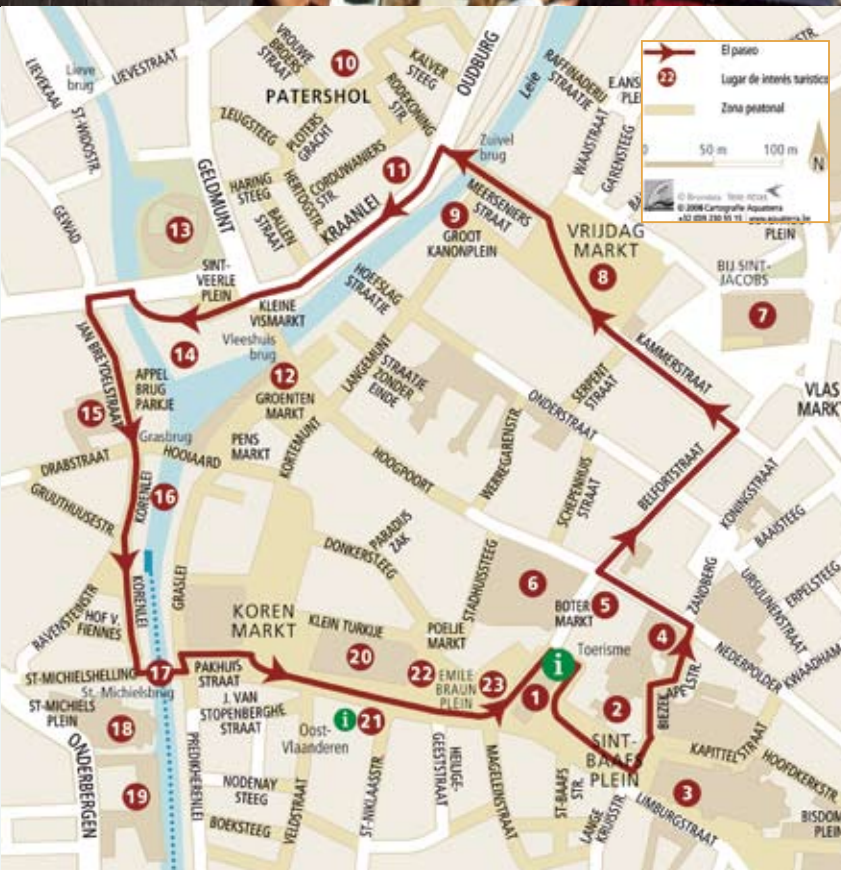 El paseo
22
Lugar de interés turístico
Zona peatonal
50 m
100 m
N
© 2006 Cartografie Aquaterra
VROUWE
BROERS
STRAAT
10
PATERSHOL
KALVER
STEEG
RODEKONING
STR.
OUDBURG
Leie
RAFFINADERIJ
STRAATJE
LIEVEKAAI
Lieve
brug
LIEVESTRAAT
ST-WIDOSTR.
ZEUGSTEEG
PLOTERS
GRACHT
CORDUWANIERS
STR.
11
Zuivel
brug
WAAISTRAAT
GARENSTEEG
GELDMUNT
HARING
STEEG
HERTOGSTR.
BALLEN
STRAAT
KRAANLEI
MEERSENIERS
STRAAT
9
GROOT
KANONPLEIN
VRIJDAG
MARKT
8
PLEIN
BIJ SINT-
JACOBS
7
GEWAD
13
SINT-
VEERLE
PLEIN
KLEINE
VISMARKT
HOEFSLAG
STRAATJE
Vleeshuis
brug
14
JAN BREYDELSTRAAT
APPEL
BRUG
PARKJE
12
GROENTEN
MARKT
LANGEMUNT
STRAATJE
ZONDER
EINDE
SERPENT
STRAAT
KAMMERSTRAAT
VLAS
MARKT
15
Grasbrug
DRABSTRAAT
HOOIAARD
PENS
MARKT
KORTEMUNT
ONDERSTRAAT
HOOGPOORT
WERREGARENSTR.
SCHEPENHUIS
STRAAT
BELFORTSTRAAT
KONINGSTRAAT
BAAISTEEG
GRUUTHUUSESTR.
KORENLEI
16
PARADIJS
ZAK
DONKERSTEEG
STADHUISSTEEG
6
BOTER
MARKT
5
ZANDBERG
URSULINENSTRAAT
ERPELSTEEG
GRASLEI
KORENLEI
RAVENSTEINSTR
HOF V.
FIENNES
KOREN
MARKT
KLEIN TURKIJE
POELJE
MARKT
Toerisme
4
NEDERPOLDER
KWAADHAM
ST-MICHIELSHELLING
17
St. Michielsbrug
PAKHUIS
STRAAT
20
22
EMILE
BRAUN
PLEIN
23
i
1
2
BIEZEKAPELSTR.
ST-MICHIELS
PLEIN
18
J. VAN
STOPENBERGHE
STRAAT
i
21
Oost-
Vlaanderen
SINT-
BAAFS
PLEIN
KAPITTELSTRAAT
HOOFDKERKSTR.
ONDERBERGEN
19
PREDIKHERENLEI
NODENAY
STEEG
BOEKSTEEG
VELDSTRAAT
ST-NIKLAASSTR.
HEILIGE-
GEESTSTRAAT
MAGELEINSTRAAT
ST-BAAFS
STR.
LANGE
KRUISSTR.
3
LIMBURGSTRAAT
BISDOM
PLEIN